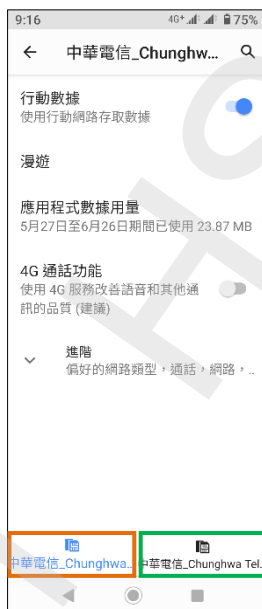 9:16 4G+ 75%
中華電信_Chunghw...
行動數據
使用行動網路存取數據
漫遊
應用程式數據用量
5月27日至6月26日期間已使用 23.87 MB
4G 通話功能
使用 4G 服務改善語音和其他通
訊的品質 (建議)
進階
偏好的網路類型，通話，網路，..
中華電信_Chunghwa.. 中華電信_Chunghwa Tel.